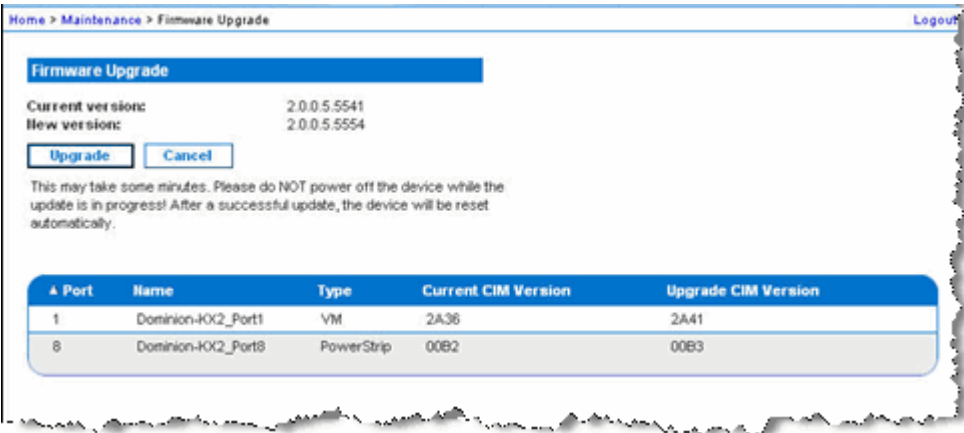 Home > Maintenance > Firmware Upgrade Logout
Firmware Upgrade
Current version: 2.0.0.5.5541
New version: 2.0.0.5.5554
Upgrade Cancel
This may take some minutes. Please do NOT power off the device while the
update is in progress! After a successful update, the device will be reset
automatically.
▲ Port Name Type Current CIM Version Upgrade CIM Version
1 Dominion-KX2_Port1 VM 2A36 2A41
8 Dominion-KX2_Port8 PowerStrip 00B2 00B3